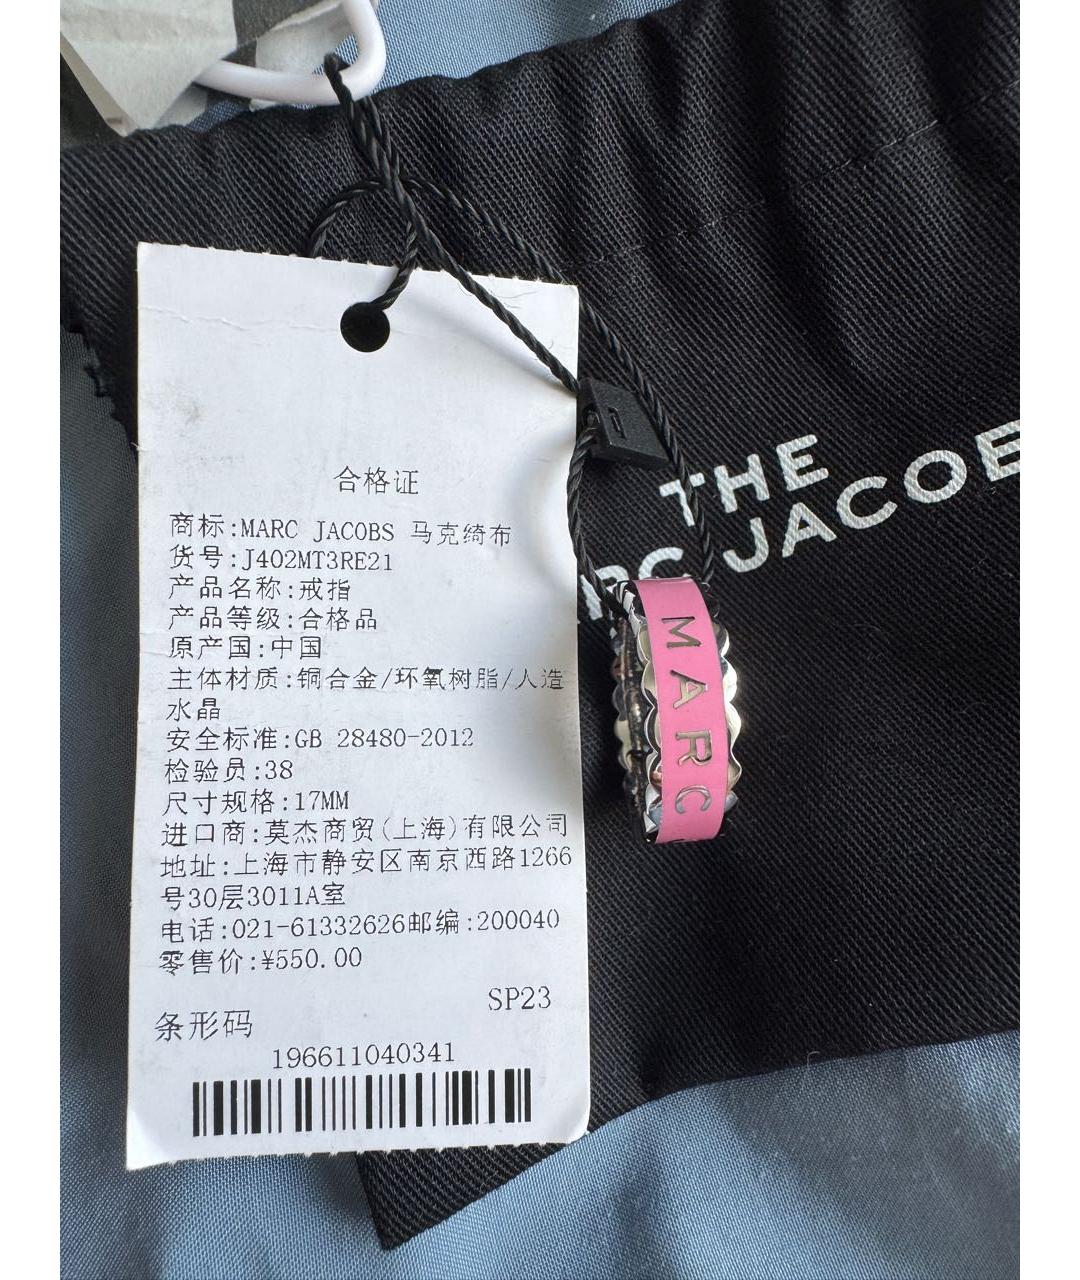 合格证
商标:MARC JACOBS 马克绮布
货号:J402MT3RE21
产品名称:戒指
产品等级:合格品
原产国:中国
主体材质:铜合金/环氧树脂/人造
水晶
安全标准:GB 28480-2012
检验员:38
尺寸规格:17MM
进口商:莫杰商贸(上海)有限公司
地址:上海市静安区南京西路1266
号30层3011A室
电话:021-61332626邮编:200040
零售价:¥550.00
SP23
条形码
196611040341
THE
RC JACOBE
MARC